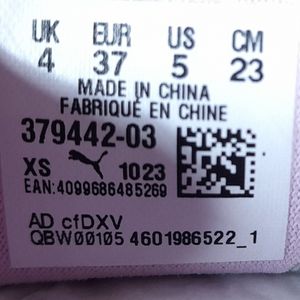 UK EUR US CM
4 37 5 23
MADE IN CHINA
FABRIQUÉ EN CHINE
379442-03
XS 1023
EAN:4099686485269
AD cfDXV
QBW00105 4601986522_1